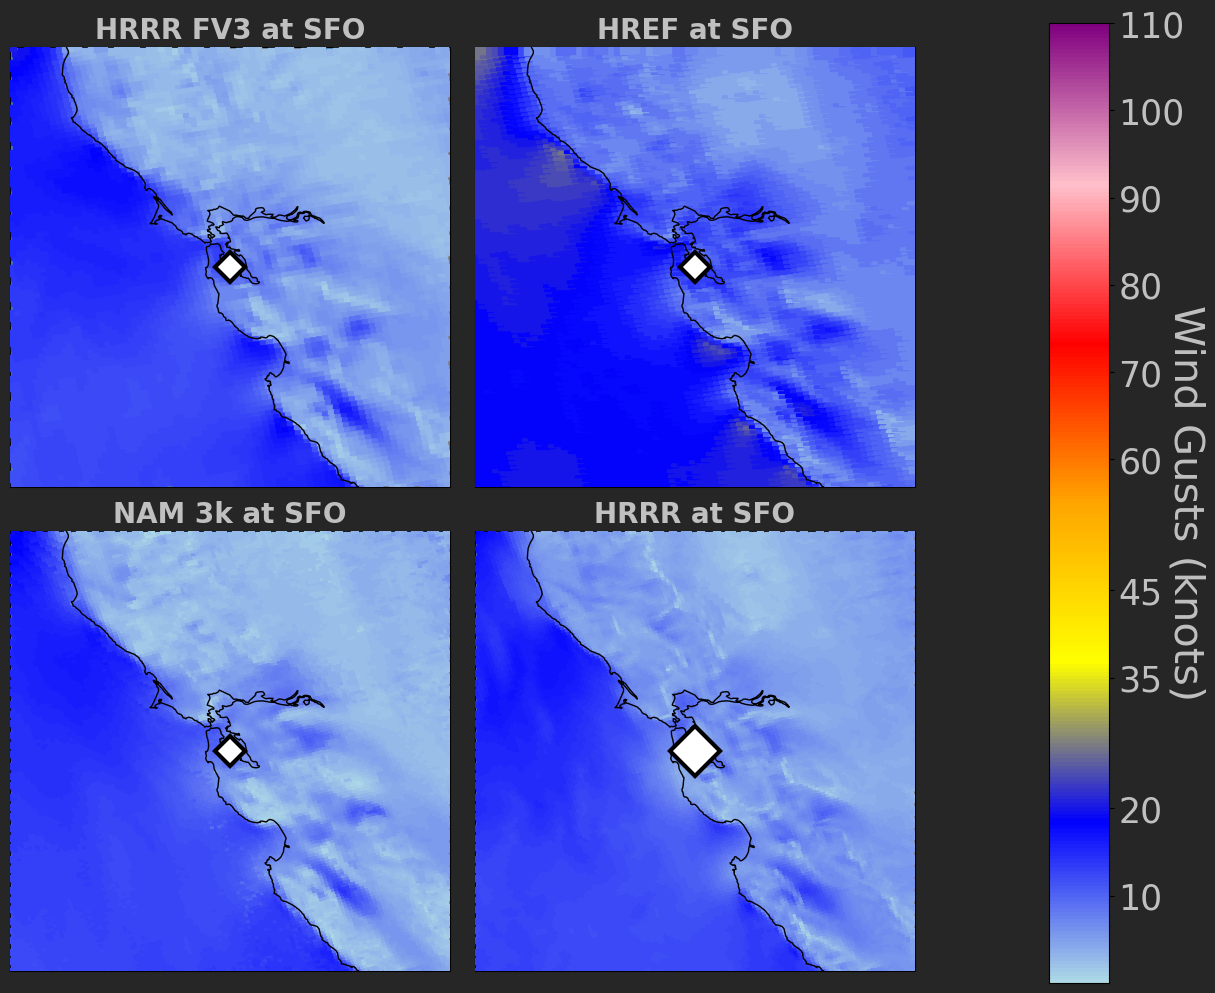 HRRR FV3 at SFO
HREF at SFO
NAM 3k at SFO
HRRR at SFO
110
100
90
80
70
60
45
35
20
10
Wind Gusts (knots)